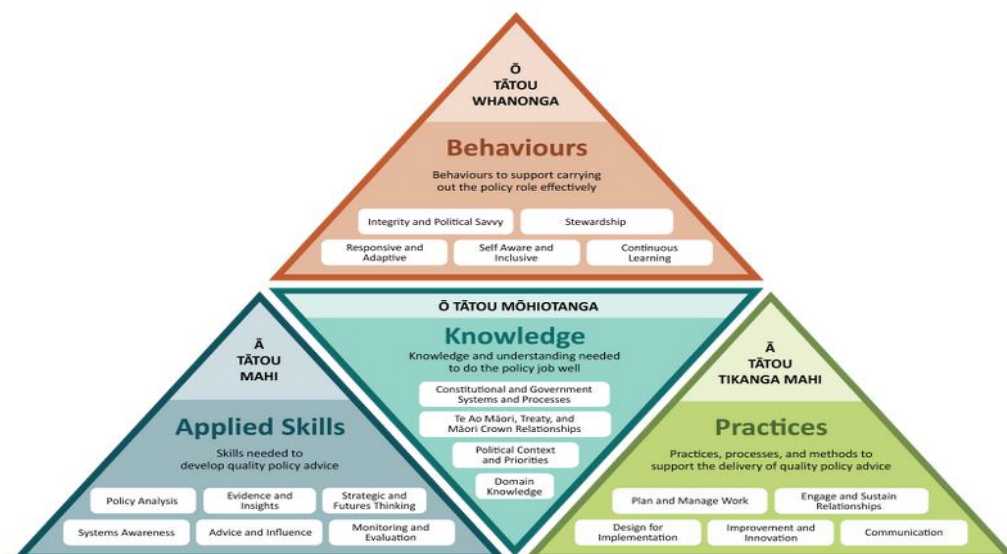 Ō
TĀTOU
WHANONGA
Behaviours
Behaviours to support carrying
out the policy role effectively
Integrity and Political Savvy
Stewardship
Responsive and
Adaptive
Self Aware and
Inclusive
Continuous
Learning
Ō TĀTOU MŌHIOTANGA
Knowledge
Knowledge and understanding needed
to do the policy job well
Constitutional and Government
Systems and Processes
Te Ao Māori, Treaty, and
Māori Crown Relationships
Political Context
and Priorities
Domain
Knowledge
Ā
TĀTOU
MAHI
Applied Skills
Skills needed to
develop quality policy advice
Policy Analysis
Evidence and
Insights
Strategic and
Futures Thinking
Systems Awareness
Advice and Influence
Monitoring and
Evaluation
Ā
TĀTOU
TIKANGA MAHI
Practices
Practices, processes, and methods to
support the delivery of quality policy advice
Plan and Manage Work
Engage and Sustain
Relationships
Design for
Implementation
Improvement and
Innovation
Communication